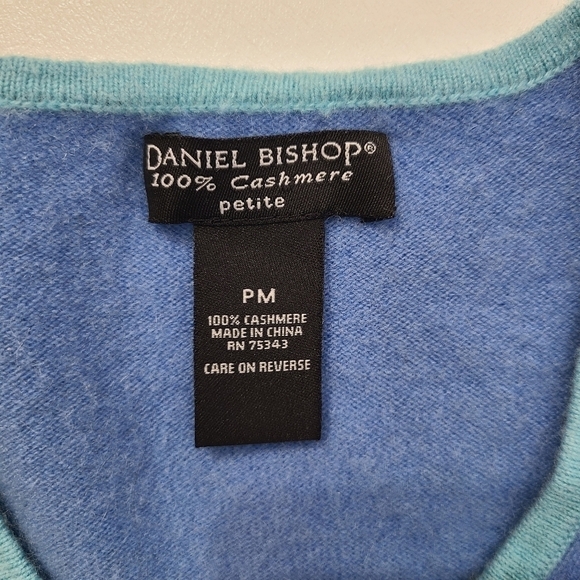 DANIEL BISHOP®
100% Cashmere
petite
PM
100% CASHMERE
MADE IN CHINA
RN 75343
CARE ON REVERSE